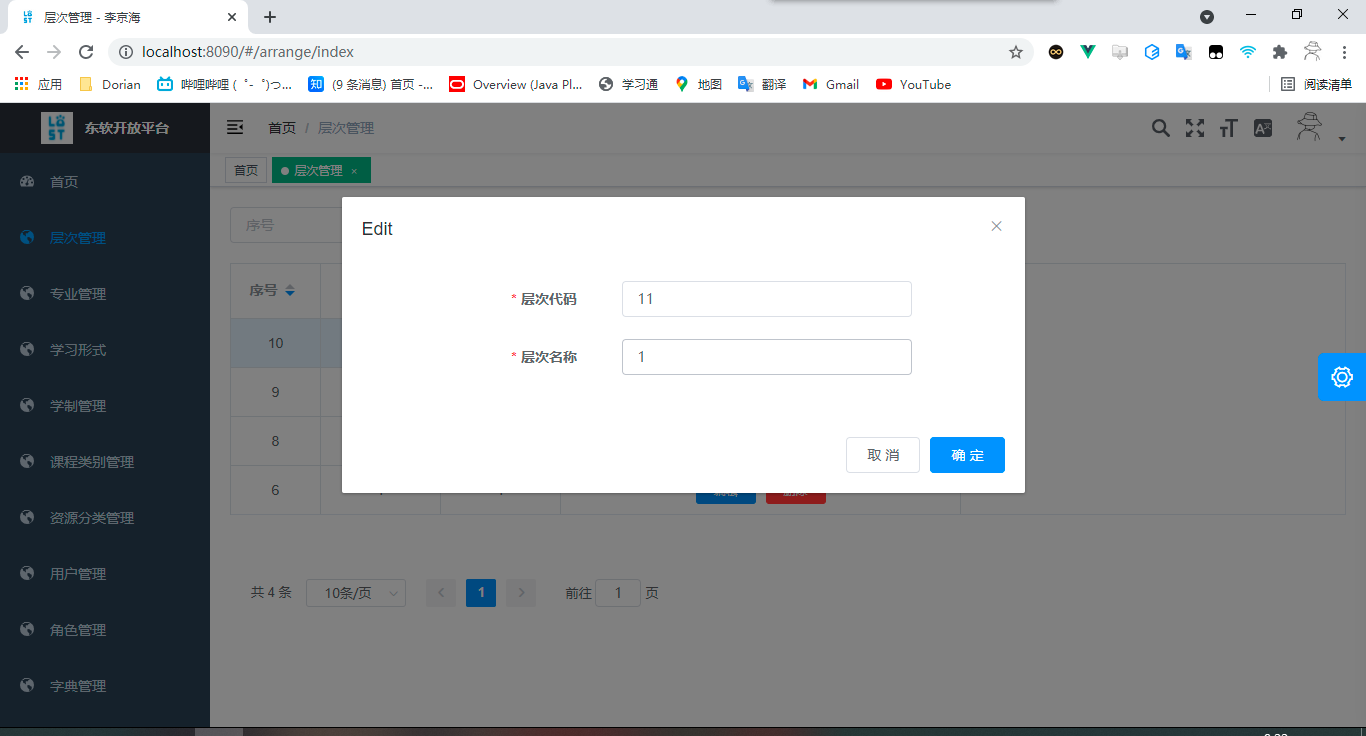 层次管理 - 李京海
localhost:8090/#/arrange/index
应用 Dorian 哔哩哔哩 ( ゜- ゜)つ... (9 条消息) 首页 -... Overview (Java Pl... 学习通 地图 翻译 Gmail YouTube 阅读清单
东软开放平台 首页 / 层次管理
首页 层次管理 ×
首页
层次管理
专业管理
学习形式
学制管理
课程类别管理
资源分类管理
用户管理
角色管理
字典管理
序号
序号
10
9
8
6
Edit
* 层次代码 11
* 层次名称 1
取 消 确 定
共 4 条 10条/页 1 前往 1 页